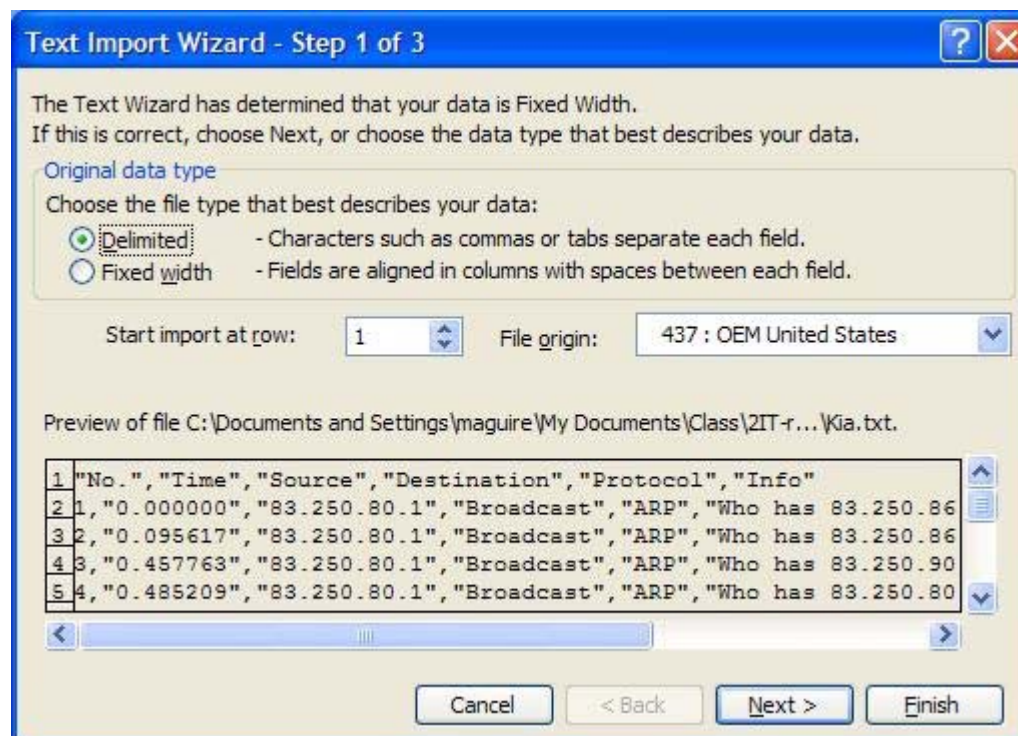 Text Import Wizard - Step 1 of 3
The Text Wizard has determined that your data is Fixed Width.
If this is correct, choose Next, or choose the data type that best describes your data.
Original data type
Choose the file type that best describes your data:
Delimited - Characters such as commas or tabs separate each field.
Fixed width - Fields are aligned in columns with spaces between each field.
Start import at row: 1 File origin: 437 : OEM United States
Preview of file C:\Documents and Settings\maguire\My Documents\Class\2IT-r...\Kia.txt.
1 "No.","Time","Source","Destination","Protocol","Info"
2 1,"0.000000","83.250.80.1","Broadcast","ARP","Who has 83.250.86
3 2,"0.095617","83.250.80.1","Broadcast","ARP","Who has 83.250.86
4 3,"0.457763","83.250.80.1","Broadcast","ARP","Who has 83.250.90
5 4,"0.485209","83.250.80.1","Broadcast","ARP","Who has 83.250.80
Cancel < Back Next > Finish